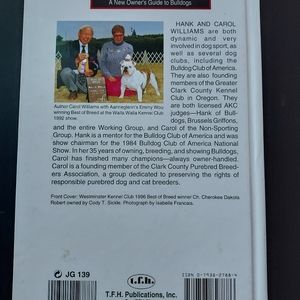 A New Owner's Guide to Bulldogs
HANK AND CAROL
WILLIAMS are both
dynamic and very
involved in dog sport, as
well as several dog
clubs, including the
Bulldog Club of America.
They are also founding
members of the Greater
Clark County Kennel
Club in Oregon. They
are both licensed AKC
judges—Hank of Bull-
dogs, Brussels Griffons,
and the entire Working Group, and Carol of the Non-Sporting
Group. Hank is a mentor for the Bulldog Club of America and was
show chairman for the 1984 Bulldog Club of America National
Show. In her 35 years of owning, breeding, and showing Bulldogs,
Carol has finished many champions—always owner-handled.
Carol is a founding member of the Clark County Purebred Breed-
ers Association, a group dedicated to preserving the rights of
responsible purebred dog and cat breeders.
Author Carol Williams with Aarineglenn's Emmy Wou
winning Best of Breed at the Walla Walla Kennel Club
1992 show.
Front Cover: Westminster Kennel Club 1996 Best of Breed winner Ch. Cherokee Dakota
Robert owned by Cody T. Sickle. Photograph by Isabelle Francais.
JG 139
t.f.h.
T.F.H. Publications, Inc.
ISBN 0-7938-2788-4